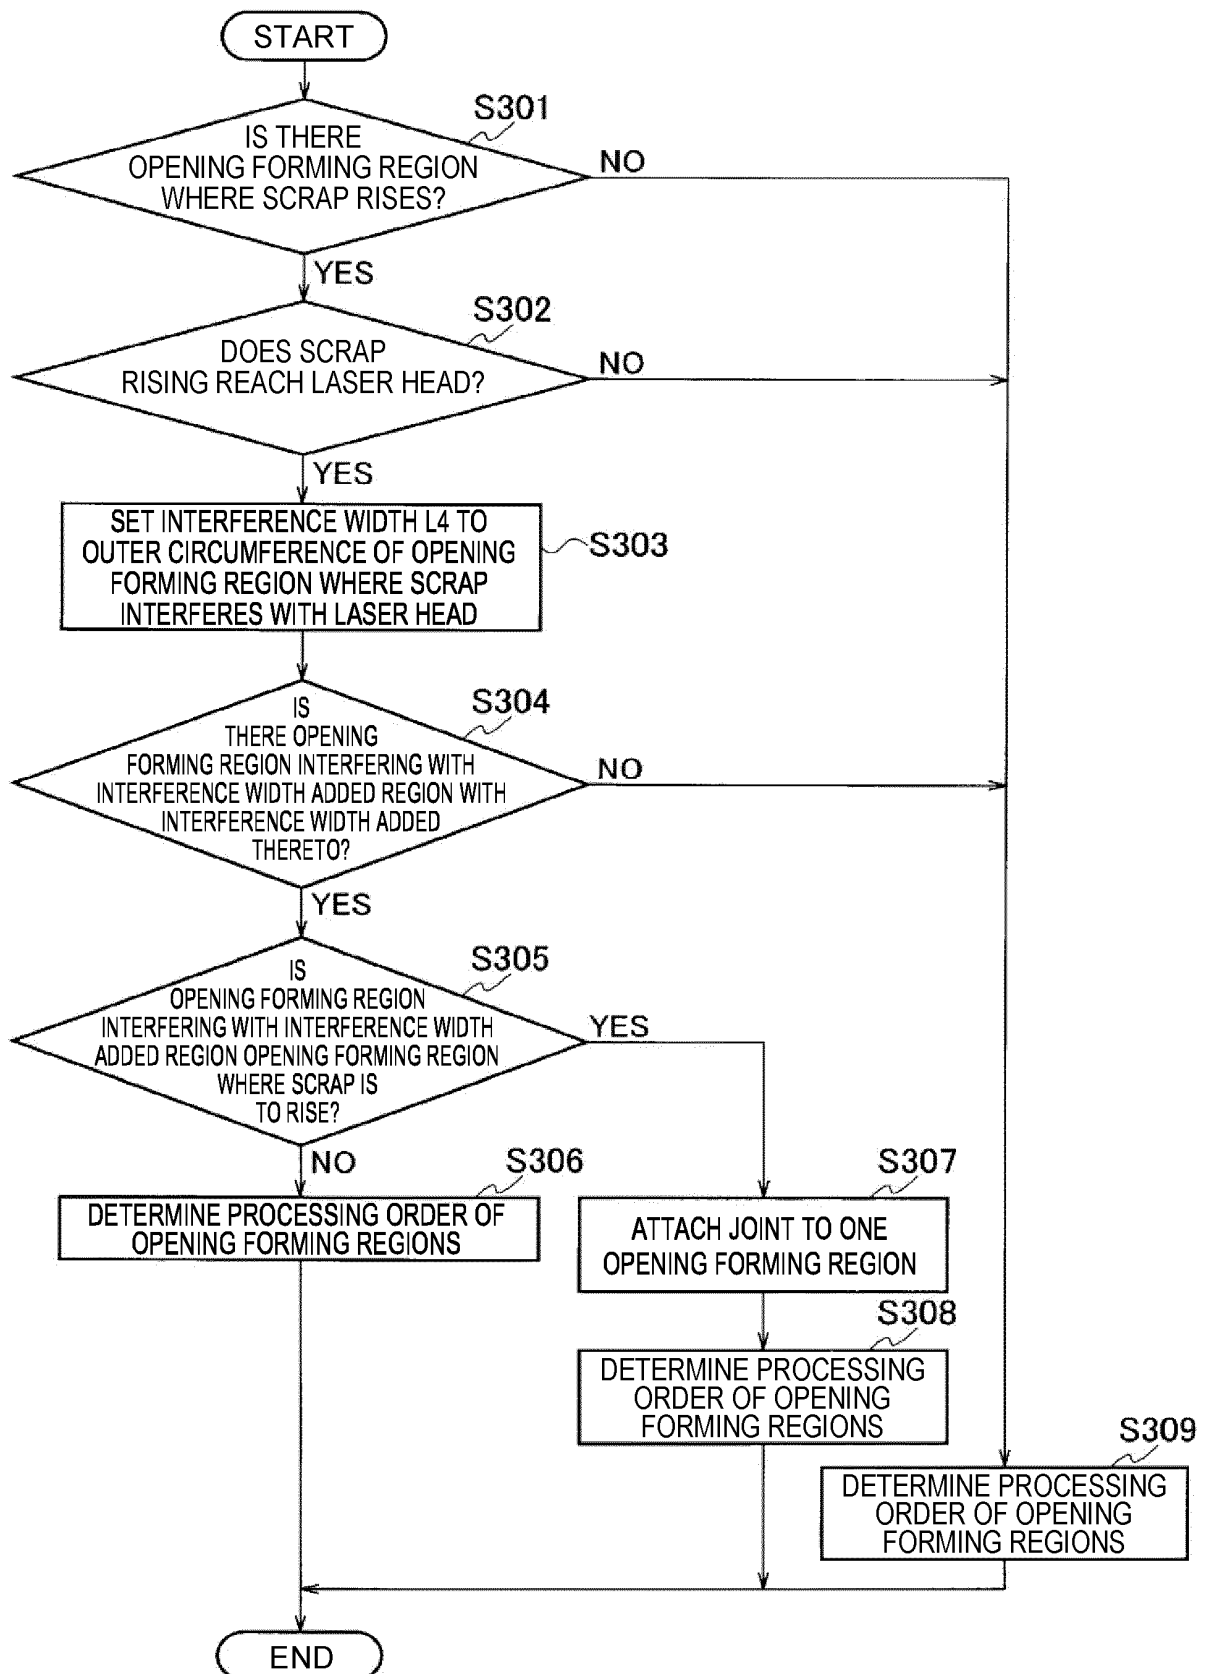 START
S301
IS THERE
OPENING FORMING REGION
WHERE SCRAP RISES?
NO
YES
S302
DOES SCRAP
RISING REACH LASER HEAD?
NO
YES
SET INTERFERENCE WIDTH L4 TO
OUTER CIRCUMFERENCE OF OPENING
FORMING REGION WHERE SCRAP
INTERFERES WITH LASER HEAD
S303
S304
IS
THERE OPENING
FORMING REGION INTERFERING WITH
INTERFERENCE WIDTH ADDED REGION WITH
INTERFERENCE WIDTH ADDED
THERETO?
NO
YES
S305
IS
OPENING FORMING REGION
INTERFERING WITH INTERFERENCE WIDTH
ADDED REGION OPENING FORMING REGION
WHERE SCRAP IS
TO RISE?
YES
NO
S306
DETERMINE PROCESSING ORDER OF
OPENING FORMING REGIONS
S307
ATTACH JOINT TO ONE
OPENING FORMING REGION
S308
DETERMINE PROCESSING
ORDER OF OPENING
FORMING REGIONS
S309
DETERMINE PROCESSING
ORDER OF OPENING
FORMING REGIONS
END